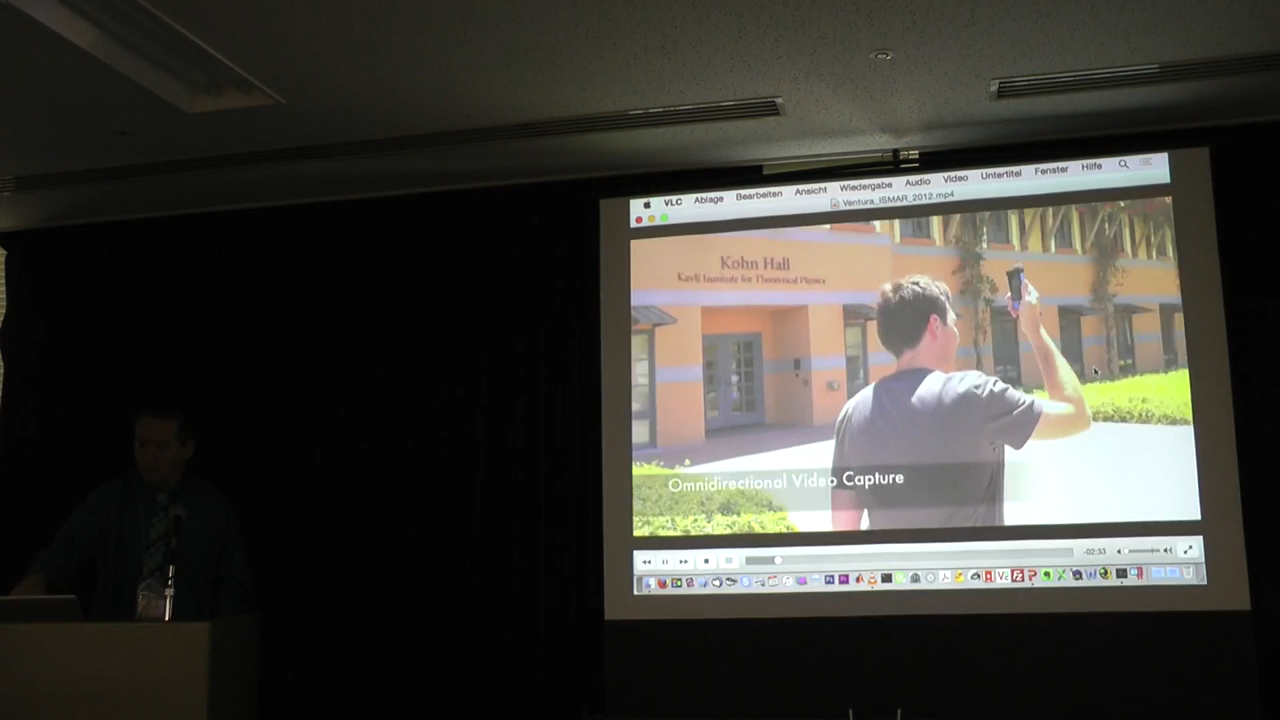 VLC Ablage Bearbeiten Ansicht Wiedergabe Audio Video Untertitel Fenster Hilfe
Ventura_ISMAR_2012.mp4
Kohn Hall
Kavli Institute for Theoretical Physics
Omnidirectional Video Capture
-02:33